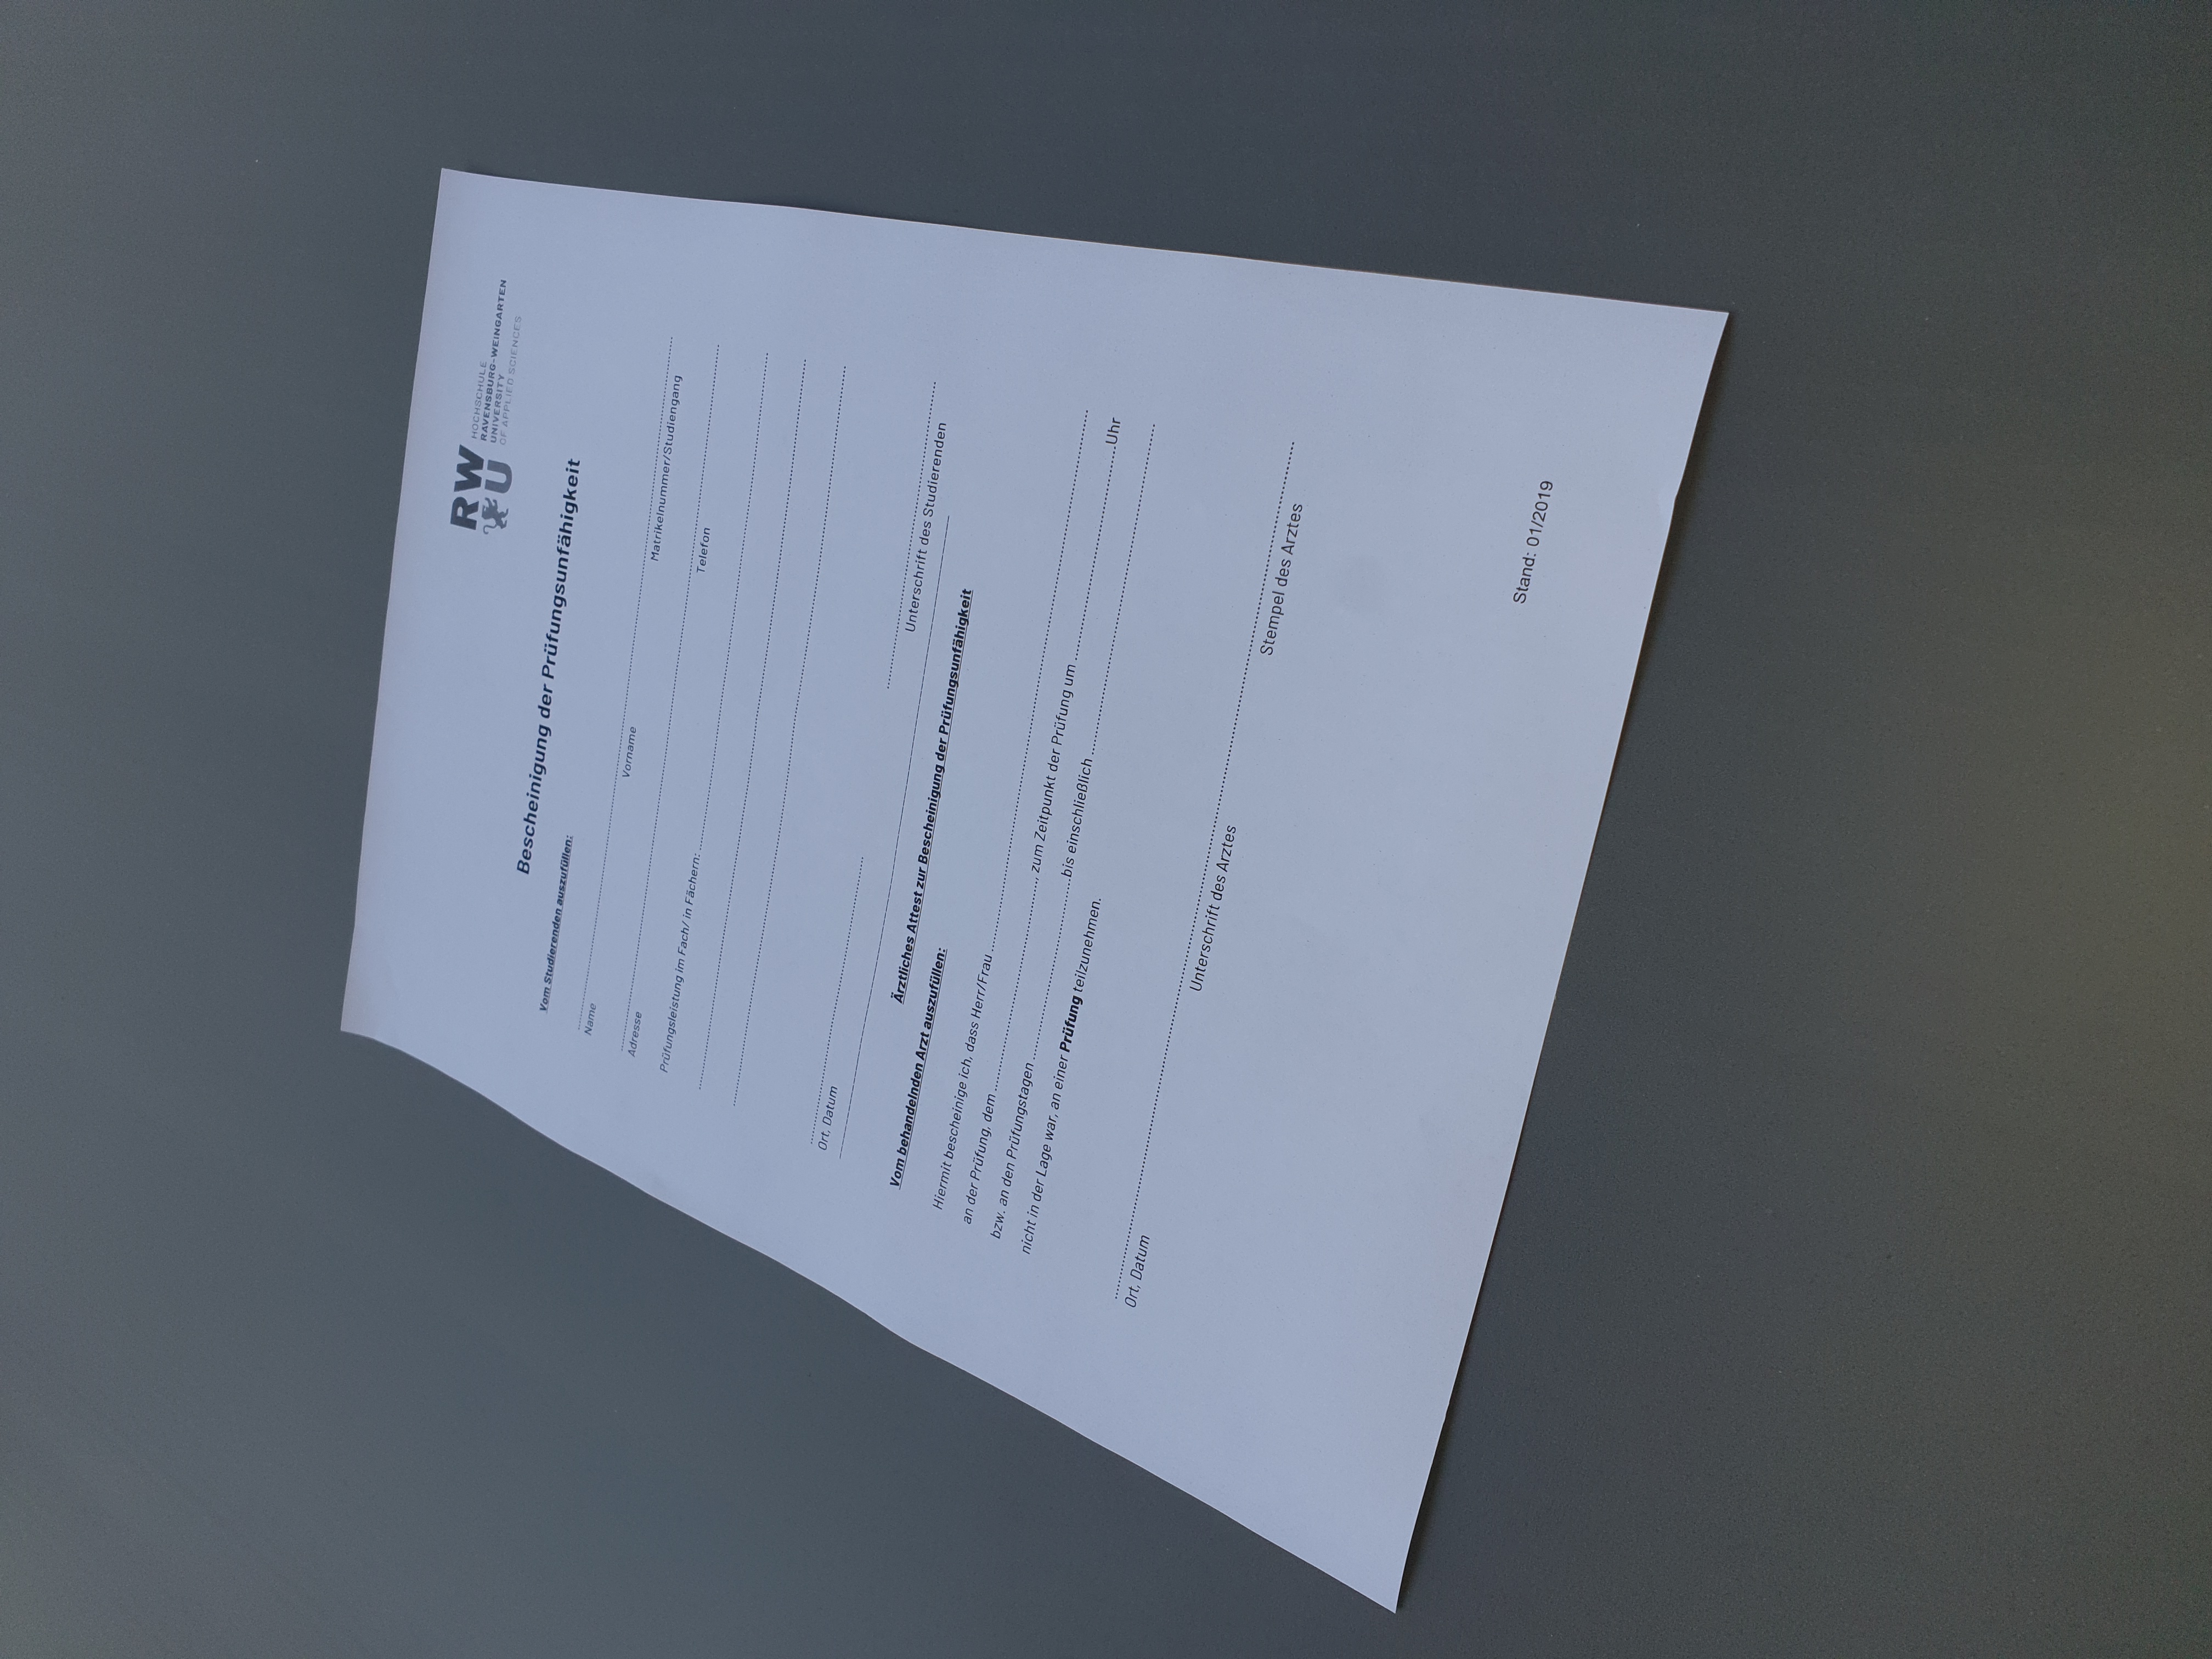 RW
U
HOCHSCHULE
RAVENSBURG-WEINGARTEN
UNIVERSITY
OF APPLIED SCIENCES
Bescheinigung der Prüfungsunfähigkeit
Vom Studierenden auszufüllen:
Name Vorname Matrikelnummer/Studiengang
Adresse Telefon
Prüfungsleistung im Fach/ in Fächern:
Ort, Datum Unterschrift des Studierenden
Ärztliches Attest zur Bescheinigung der Prüfungsunfähigkeit
Vom behandelnden Arzt auszufüllen:
Hiermit bescheinige ich, dass Herr/Frau
an der Prüfung, dem , zum Zeitpunkt der Prüfung um Uhr
bzw. an den Prüfungstagen bis einschließlich
nicht in der Lage war, an einer Prüfung teilzunehmen.
Ort, Datum Unterschrift des Arztes Stempel des Arztes
Stand: 01/2019